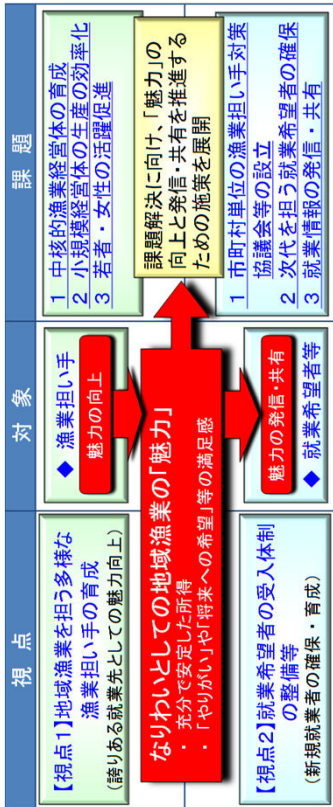 視点
対象
課題
【視点1】地域漁業を担う多様な
漁業担い手の育成
(誇りある就業先としての魅力向上)
◆ 漁業担い手
魅力の向上
1 中核的漁業経営体の育成
2 小規模経営体の生産の効率化
3 若者・女性の活躍促進
なりわいとしての地域漁業の「魅力」
・ 充分で安定した所得
・ 「やりがい」や「将来への希望」等の満足感
課題解決に向け、「魅力」の
向上と発信・共有を推進する
ための施策を展開
【視点2】就業希望者の受入体制
の整備等
(新規就業者の確保・育成)
魅力の発信・共有
◆ 就業希望者等
1 市町村単位の漁業担い手対策
協議会等の設立
2 次代を担う就業希望者の確保
3 就業情報の発信・共有